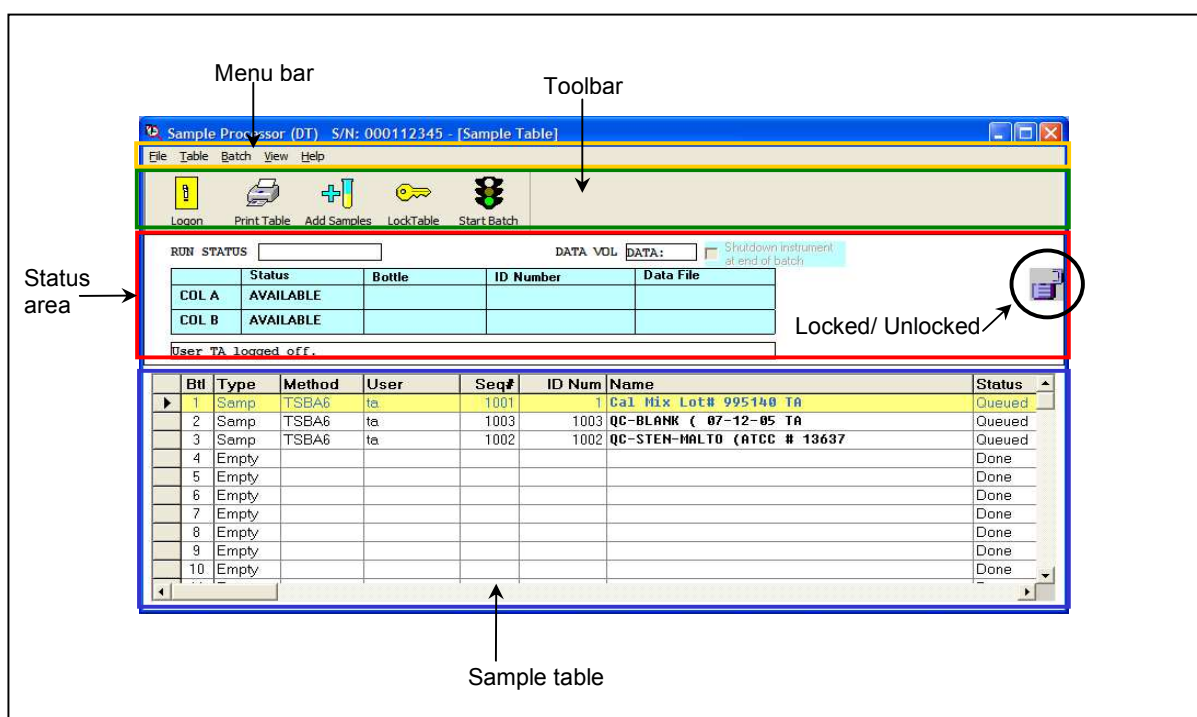 Menu bar
Toolbar
Sample Processor (DT) S/N: 000112345 - [Sample Table]
File Table Batch View Help
Logon Print Table Add Samples LockTable Start Batch
RUN STATUS DATA VOL DATA: Shutdown instrument
at end of batch
Status Bottle ID Number Data File
COL A AVAILABLE
COL B AVAILABLE
Status
area
Locked/ Unlocked
User TA logged off.
Btl Type Method User Seq# ID Num Name Status
1 Samp TSBA6 ta 1001 1 Cal Mix Lot# 995140 TA Queued
2 Samp TSBA6 ta 1003 1003 QC-BLANK ( 07-12-05 TA Queued
3 Samp TSBA6 ta 1002 1002 QC-STEN-MALTO (ATCC # 13637 Queued
4 Empty Done
5 Empty Done
6 Empty Done
7 Empty Done
8 Empty Done
9 Empty Done
10 Empty Done
Sample table